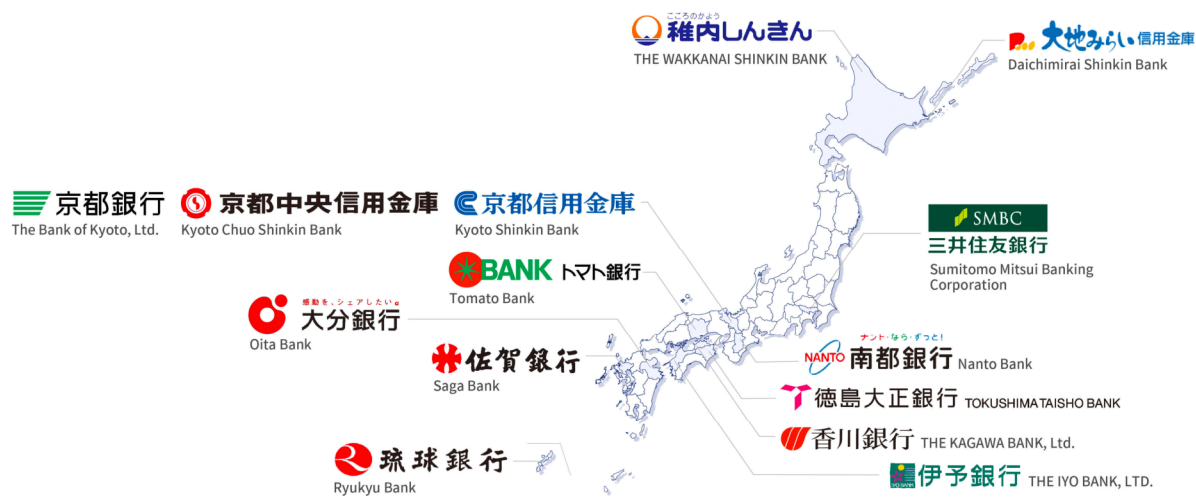 こころのかよう
稚内しんきん
THE WAKKANAI SHINKIN BANK
大地みらい信用金庫
Daichimirai Shinkin Bank
京都銀行
The Bank of Kyoto, Ltd.
京都中央信用金庫
Kyoto Chuo Shinkin Bank
京都信用金庫
Kyoto Shinkin Bank
SMBC
三井住友銀行
Sumitomo Mitsui Banking
Corporation
BANK トマト銀行
Tomato Bank
感動を、シェアしたい。
大分銀行
Oita Bank
佐賀銀行
Saga Bank
ナント・なら・ずっと!
NANTO 南都銀行 Nanto Bank
徳島大正銀行 TOKUSHIMA TAISHO BANK
香川銀行 THE KAGAWA BANK, Ltd.
琉球銀行
Ryukyu Bank
IYO BANK 伊予銀行 THE IYO BANK, LTD.